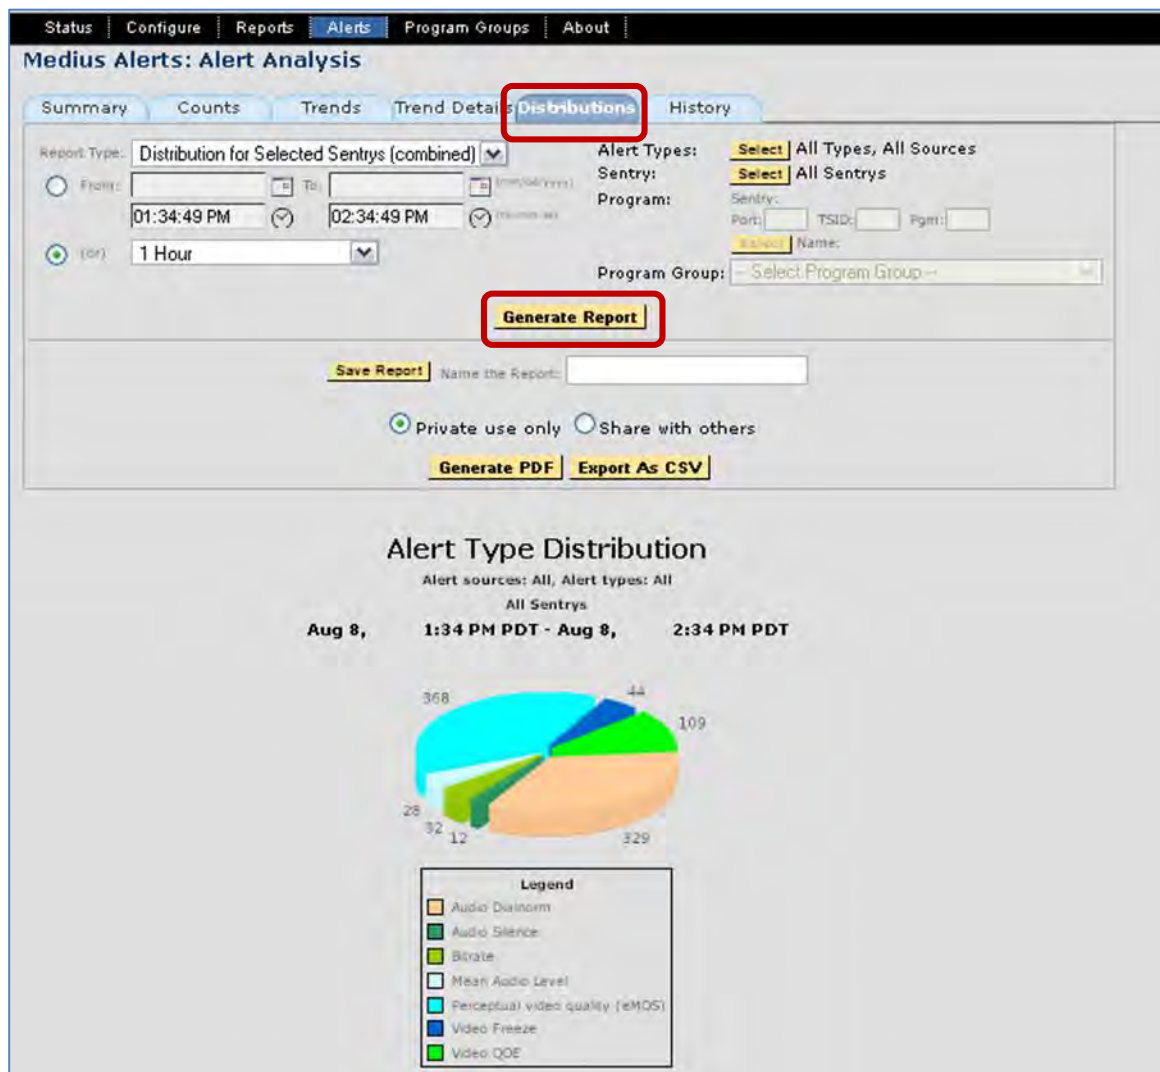 Status Configure Reports Alerts Program Groups About
Medius Alerts: Alert Analysis
Summary Counts Trends Trend Details Distributions History
Report Type: Distribution for Selected Sentrys (combined)
From: To: (mm/dd/yyyy)
01:34:49 PM 02:34:49 PM
(or) 1 Hour
Alert Types: Select All Types, All Sources
Sentry: Select All Sentrys
Program: Sentry:
Port: TSID: Pgm:
Select Name:
Program Group: -- Select Program Group --
Generate Report
Save Report Name the Report:
Private use only Share with others
Generate PDF Export As CSV
Alert Type Distribution
Alert sources: All, Alert types: All
All Sentrys
Aug 8, 1:34 PM PDT - Aug 8, 2:34 PM PDT
368
44
109
28
32
12
329
Legend
Audio Dialnorm
Audio Silence
Bitrate
Mean Audio Level
Perceptual video quality (eMOS)
Video Freeze
Video QOE